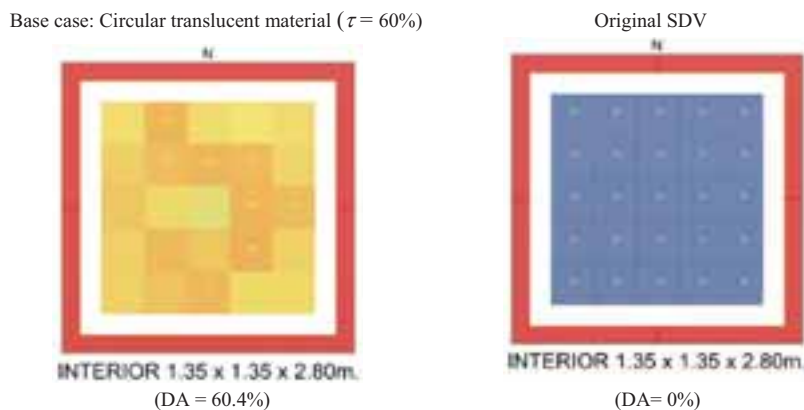 Base case: Circular translucent material (τ = 60%)
Original SDV
N
N
INTERIOR 1.35 x 1.35 x 2.80m.
INTERIOR 1.35 x 1.35 x 2.80m.
(DA = 60.4%)
(DA= 0%)